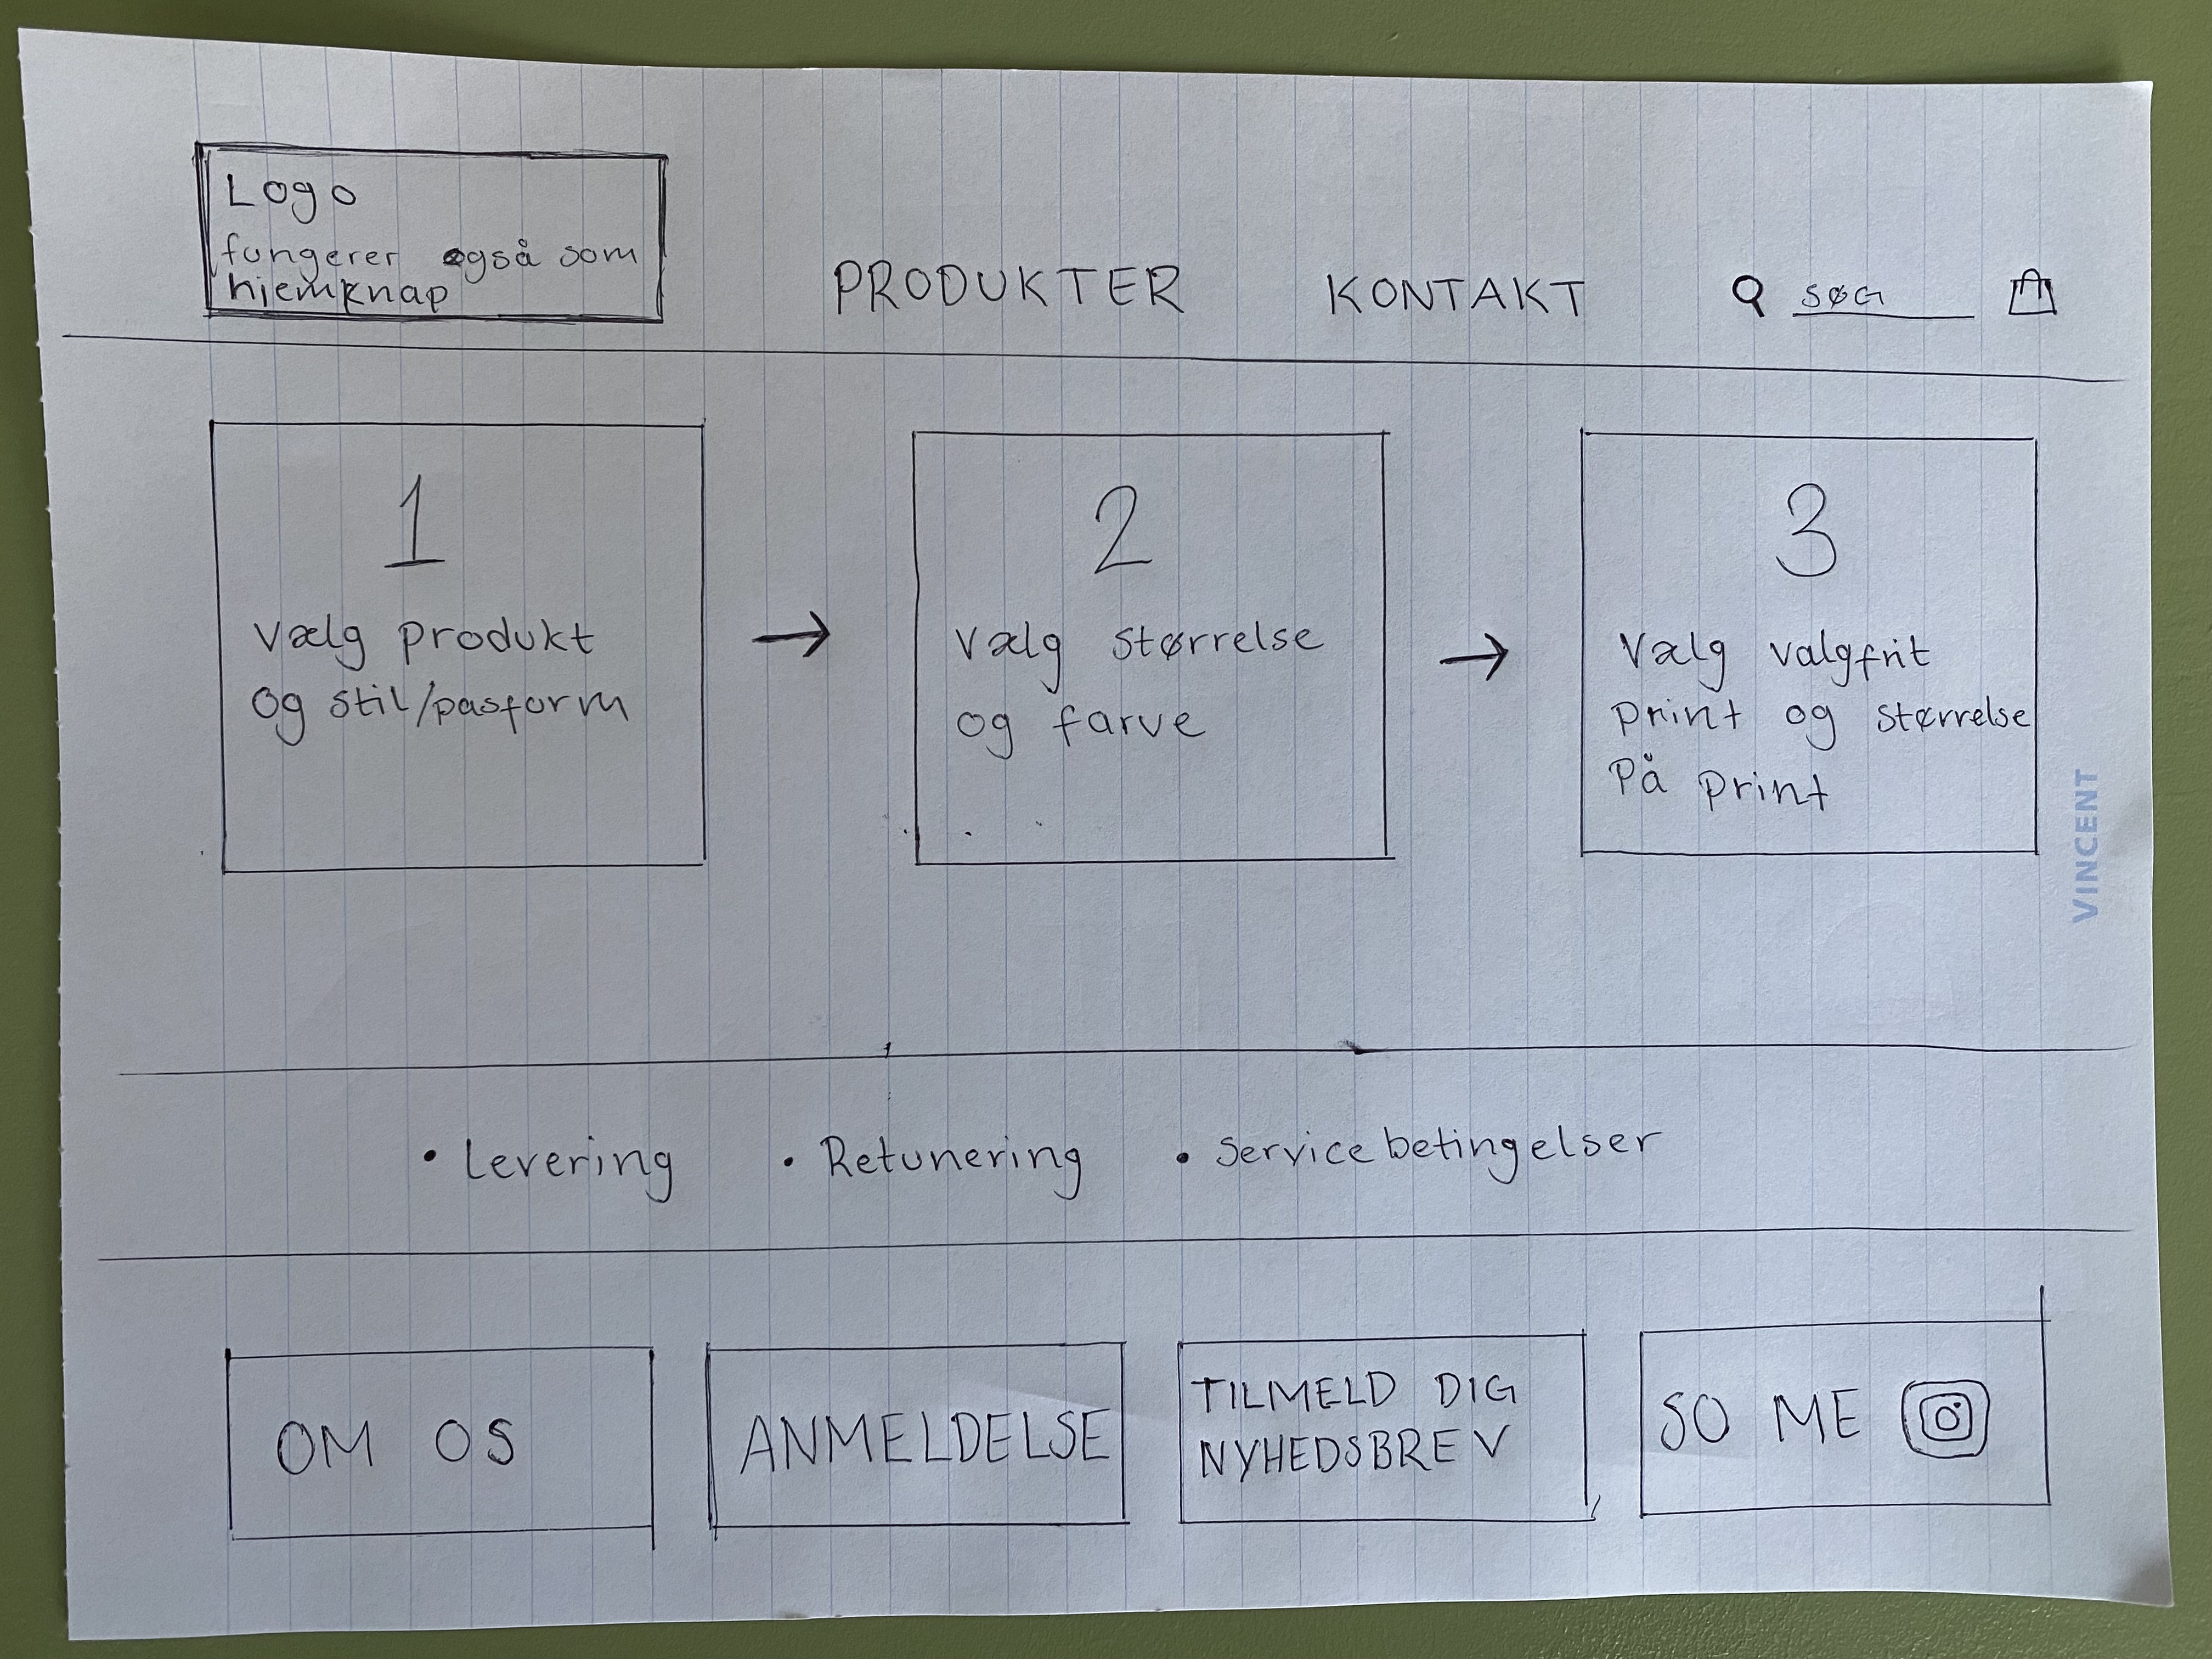 Logo
fungerer også som
hjemknap
PRODUKTER KONTAKT SØG
1
Vælg produkt
og stil/pasform
2
Vælg størrelse
og farve
3
Vælg valgfrit
print og størrelse
på print
VINCENT
• Levering • Retunering • Servicebetingelser
OM OS
ANMELDELSE
TILMELD DIG
NYHEDSBREV
SO ME